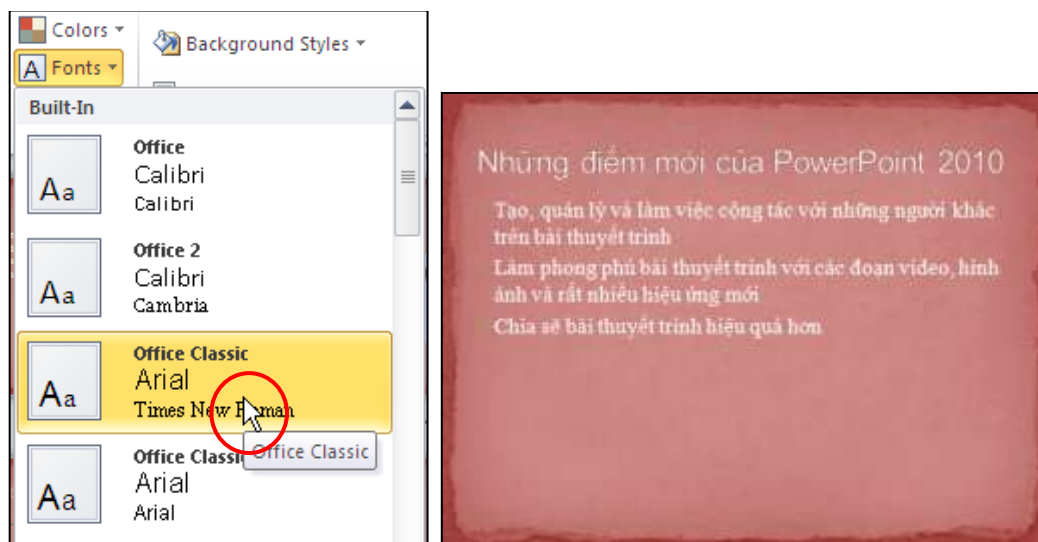 Colors
Background Styles
A Fonts
Built-In
Office
Aa
Calibri
Calibri
Office 2
Aa
Calibri
Cambria
Office Classic
Aa
Arial
Times New Roman
Office Classic
Office Classic
Aa
Arial
Arial
Những điểm mới của PowerPoint 2010
Tạo, quản lý và làm việc cộng tác với những người khác
trên bài thuyết trình
Làm phong phú bài thuyết trình với các đoạn video, hình
ảnh và rất nhiều hiệu ứng mới
Chia sẽ bài thuyết trình hiệu quả hơn